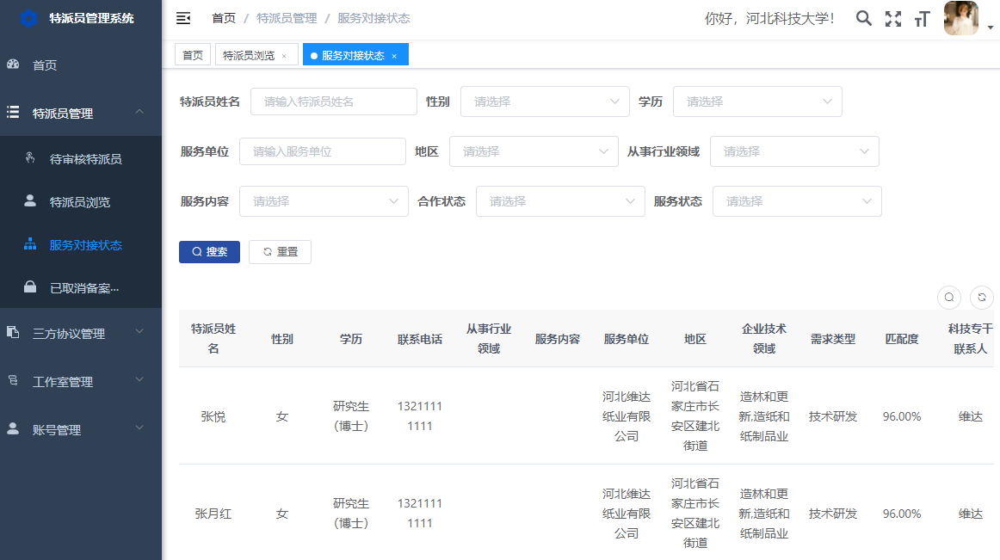 特派员管理系统
首页 / 特派员管理 / 服务对接状态
你好，河北科技大学！
首页
特派员浏览 ×
服务对接状态 ×
首页
特派员管理
待审核特派员
特派员浏览
服务对接状态
已取消备案...
三方协议管理
工作室管理
账号管理
特派员姓名 请输入特派员姓名 性别 请选择 学历 请选择
服务单位 请输入服务单位 地区 请选择 从事行业领域 请选择
服务内容 请选择 合作状态 请选择 服务状态 请选择
搜索 重置
特派员姓名 性别 学历 联系电话 从事行业领域 服务内容 服务单位 地区 企业技术领域 需求类型 匹配度 科技专干联系人
张悦 女 研究生（博士） 13211111111 河北维达纸业有限公司 河北省石家庄市长安区建北街道 造林和更新,造纸和纸制品业 技术研发 96.00% 维达
张月红 女 研究生（博士） 13211111111 河北维达纸业有限公司 河北省石家庄市长安区建北街道 造林和更新,造纸和纸制品业 技术研发 96.00% 维达